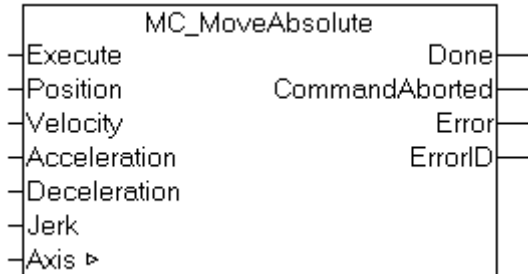 MC_MoveAbsolute
Execute Done
Position CommandAborted
Velocity Error
Acceleration ErrorID
Deceleration
Jerk
Axis ▹